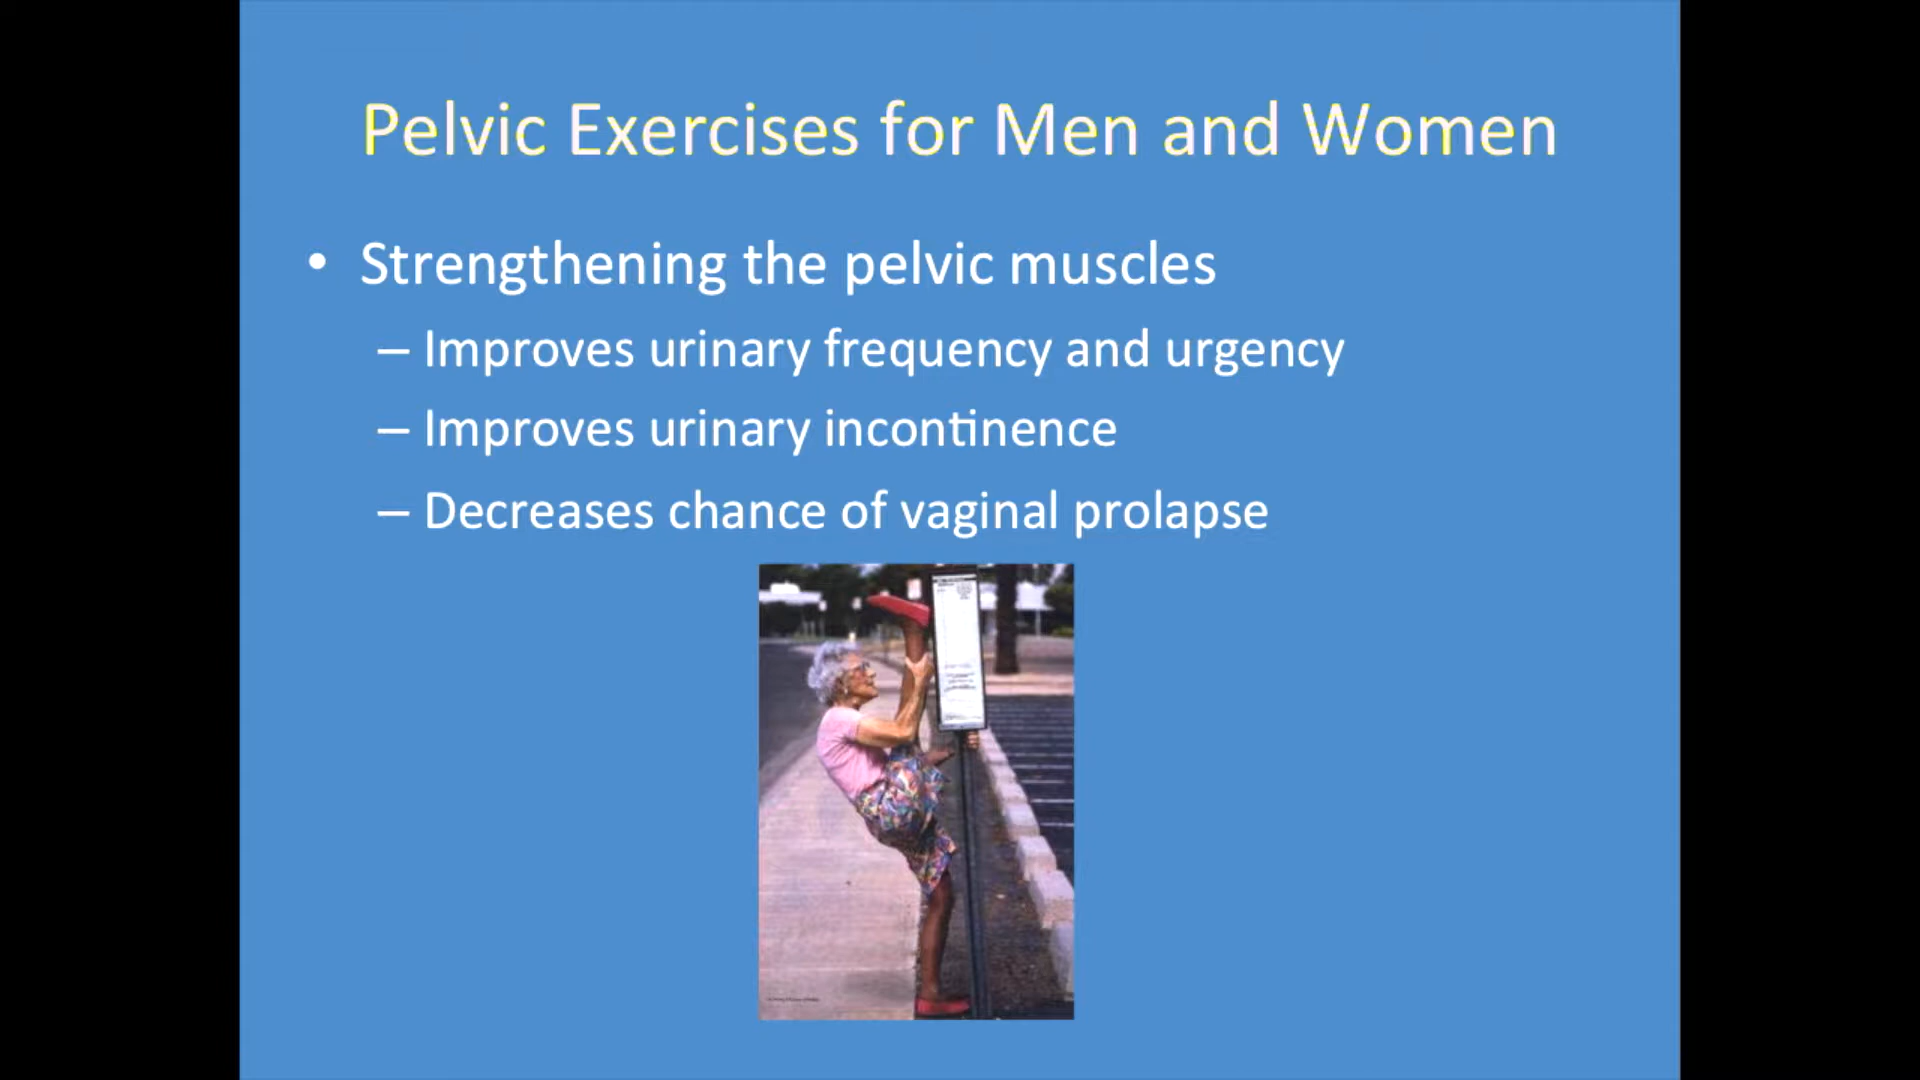 Pelvic Exercises for Men and Women
• Strengthening the pelvic muscles
– Improves urinary frequency and urgency
– Improves urinary incontinence
– Decreases chance of vaginal prolapse